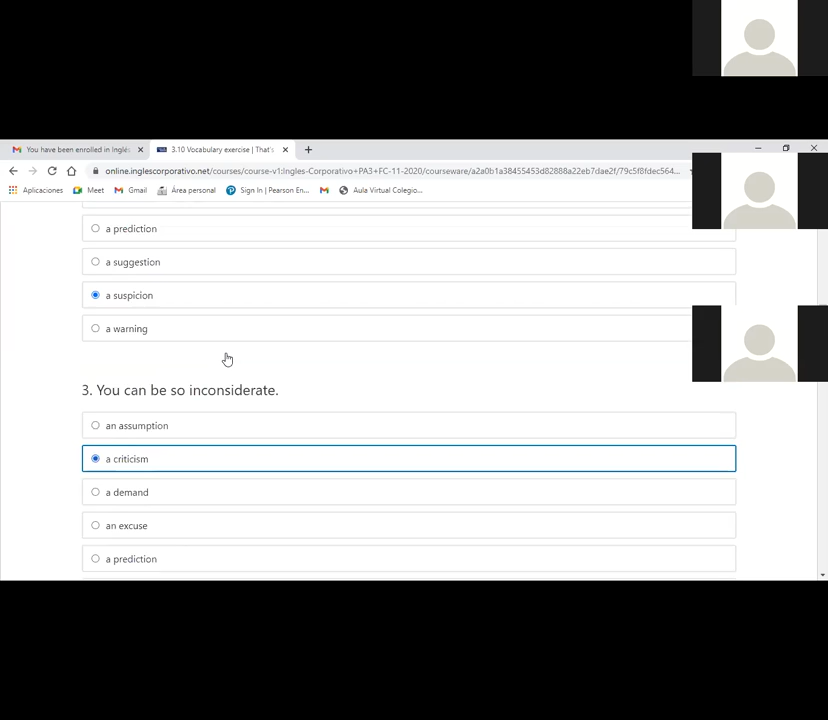 You have been enrolled in Inglés
3.10 Vocabulary exercise | That's
online.inglescorporativo.net/courses/course-v1:Ingles-Corporativo+PA3+FC-11-2020/courseware/a2a0b1a38455453d82888a22eb7dae2f/79c5f8fdec564...
Aplicaciones Meet Gmail Área personal Sign In | Pearson En... Aula Virtual Colegio...
a prediction
a suggestion
a suspicion
a warning
3. You can be so inconsiderate.
an assumption
a criticism
a demand
an excuse
a prediction